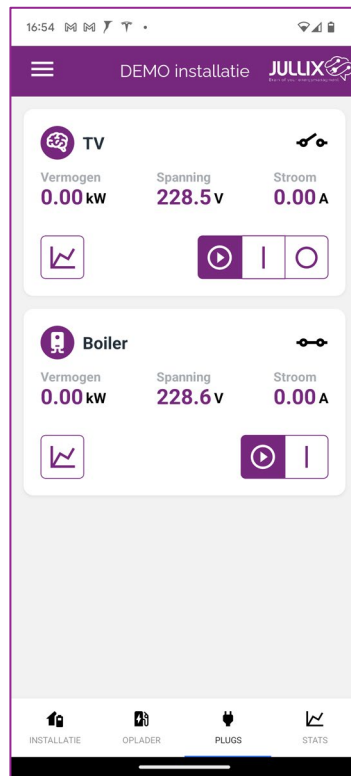 16:54
DEMO installatie JULLIX
TV
Vermogen Spanning Stroom
0.00 kW 228.5 V 0.00 A
Boiler
Vermogen Spanning Stroom
0.00 kW 228.6 V 0.00 A
INSTALLATIE OPLADER PLUGS STATS